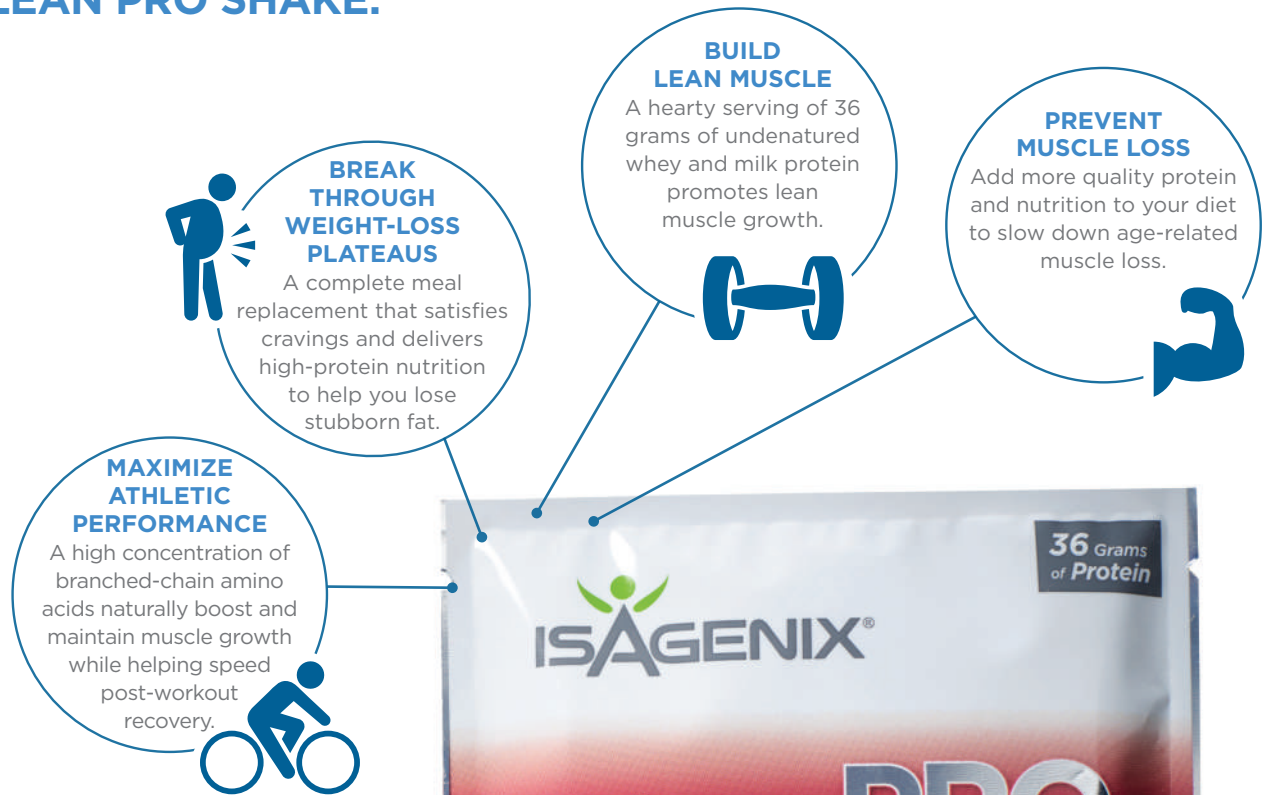 LEAN PRO SHAKE.
BUILD
LEAN MUSCLE
A hearty serving of 36
grams of undenatured
whey and milk protein
promotes lean
muscle growth.
PREVENT
MUSCLE LOSS
Add more quality protein
and nutrition to your diet
to slow down age-related
muscle loss.
BREAK
THROUGH
WEIGHT-LOSS
PLATEAUS
A complete meal
replacement that satisfies
cravings and delivers
high-protein nutrition
to help you lose
stubborn fat.
MAXIMIZE
ATHLETIC
PERFORMANCE
A high concentration of
branched-chain amino
acids naturally boost and
maintain muscle growth
while helping speed
post-workout
recovery.
36 Grams
of Protein
ISAGENIX®
PRO